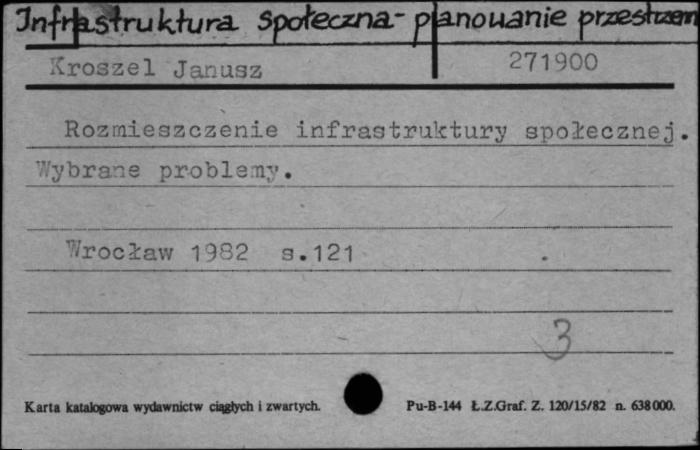 Infrastruktura społeczna - planowanie przestrzen
Kroszel Janusz 271900
Rozmieszczenie infrastruktury społecznej.
Wybrane problemy.
Wrocław 1982 s.121
3
Karta katalogowa wydawnictw ciągłych i zwartych. Pu-B-144 Ł.Z.Graf. Z. 120/15/82 n. 638000.